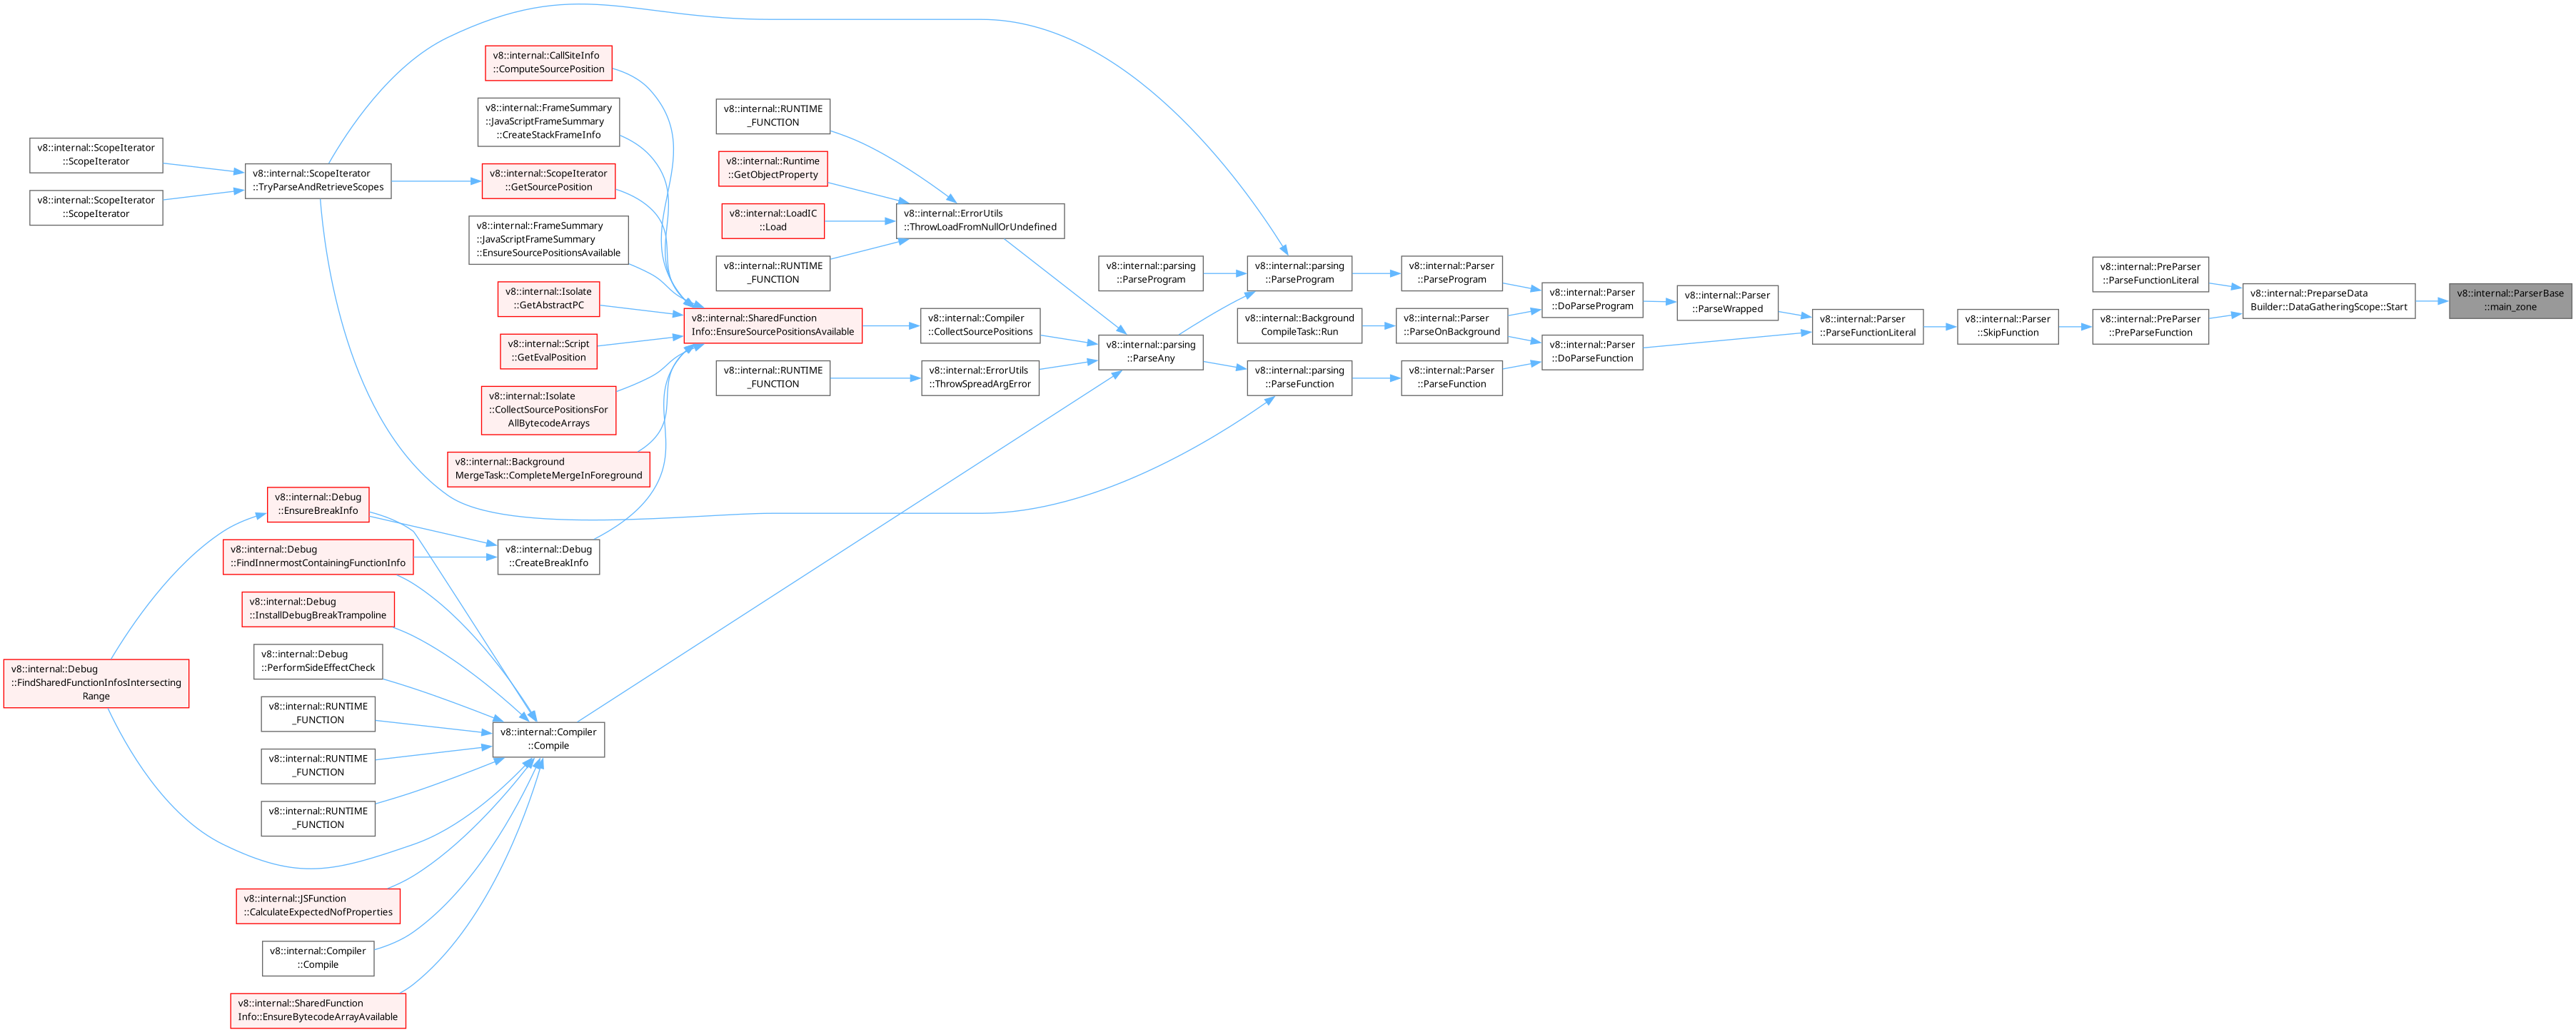 v8::internal::CallSiteInfo
::ComputeSourcePosition
v8::internal::FrameSummary
::JavaScriptFrameSummary
::CreateStackFrameInfo
v8::internal::ScopeIterator
::ScopeIterator
v8::internal::ScopeIterator
::ScopeIterator
v8::internal::ScopeIterator
::TryParseAndRetrieveScopes
v8::internal::ScopeIterator
::GetSourcePosition
v8::internal::FrameSummary
::JavaScriptFrameSummary
::EnsureSourcePositionsAvailable
v8::internal::Isolate
::GetAbstractPC
v8::internal::Script
::GetEvalPosition
v8::internal::Isolate
::CollectSourcePositionsFor
AllBytecodeArrays
v8::internal::Background
MergeTask::CompleteMergeInForeground
v8::internal::Debug
::EnsureBreakInfo
v8::internal::Debug
::FindInnermostContainingFunctionInfo
v8::internal::Debug
::CreateBreakInfo
v8::internal::Debug
::InstallDebugBreakTrampoline
v8::internal::Debug
::PerformSideEffectCheck
v8::internal::Debug
::FindSharedFunctionInfosIntersecting
Range
v8::internal::RUNTIME
_FUNCTION
v8::internal::RUNTIME
_FUNCTION
v8::internal::RUNTIME
_FUNCTION
v8::internal::Compiler
::Compile
v8::internal::JSFunction
::CalculateExpectedNofProperties
v8::internal::Compiler
::Compile
v8::internal::SharedFunction
Info::EnsureBytecodeArrayAvailable
v8::internal::RUNTIME
_FUNCTION
v8::internal::Runtime
::GetObjectProperty
v8::internal::LoadIC
::Load
v8::internal::RUNTIME
_FUNCTION
v8::internal::SharedFunction
Info::EnsureSourcePositionsAvailable
v8::internal::RUNTIME
_FUNCTION
v8::internal::ErrorUtils
::ThrowLoadFromNullOrUndefined
v8::internal::Compiler
::CollectSourcePositions
v8::internal::ErrorUtils
::ThrowSpreadArgError
v8::internal::parsing
::ParseProgram
v8::internal::parsing
::ParseAny
v8::internal::parsing
::ParseProgram
v8::internal::Background
CompileTask::Run
v8::internal::parsing
::ParseFunction
v8::internal::Parser
::ParseProgram
v8::internal::Parser
::ParseOnBackground
v8::internal::Parser
::ParseFunction
v8::internal::Parser
::DoParseProgram
v8::internal::Parser
::DoParseFunction
v8::internal::Parser
::ParseWrapped
v8::internal::Parser
::ParseFunctionLiteral
v8::internal::Parser
::SkipFunction
v8::internal::PreParser
::ParseFunctionLiteral
v8::internal::PreParser
::PreParseFunction
v8::internal::PreparseData
Builder::DataGatheringScope::Start
v8::internal::ParserBase
::main_zone